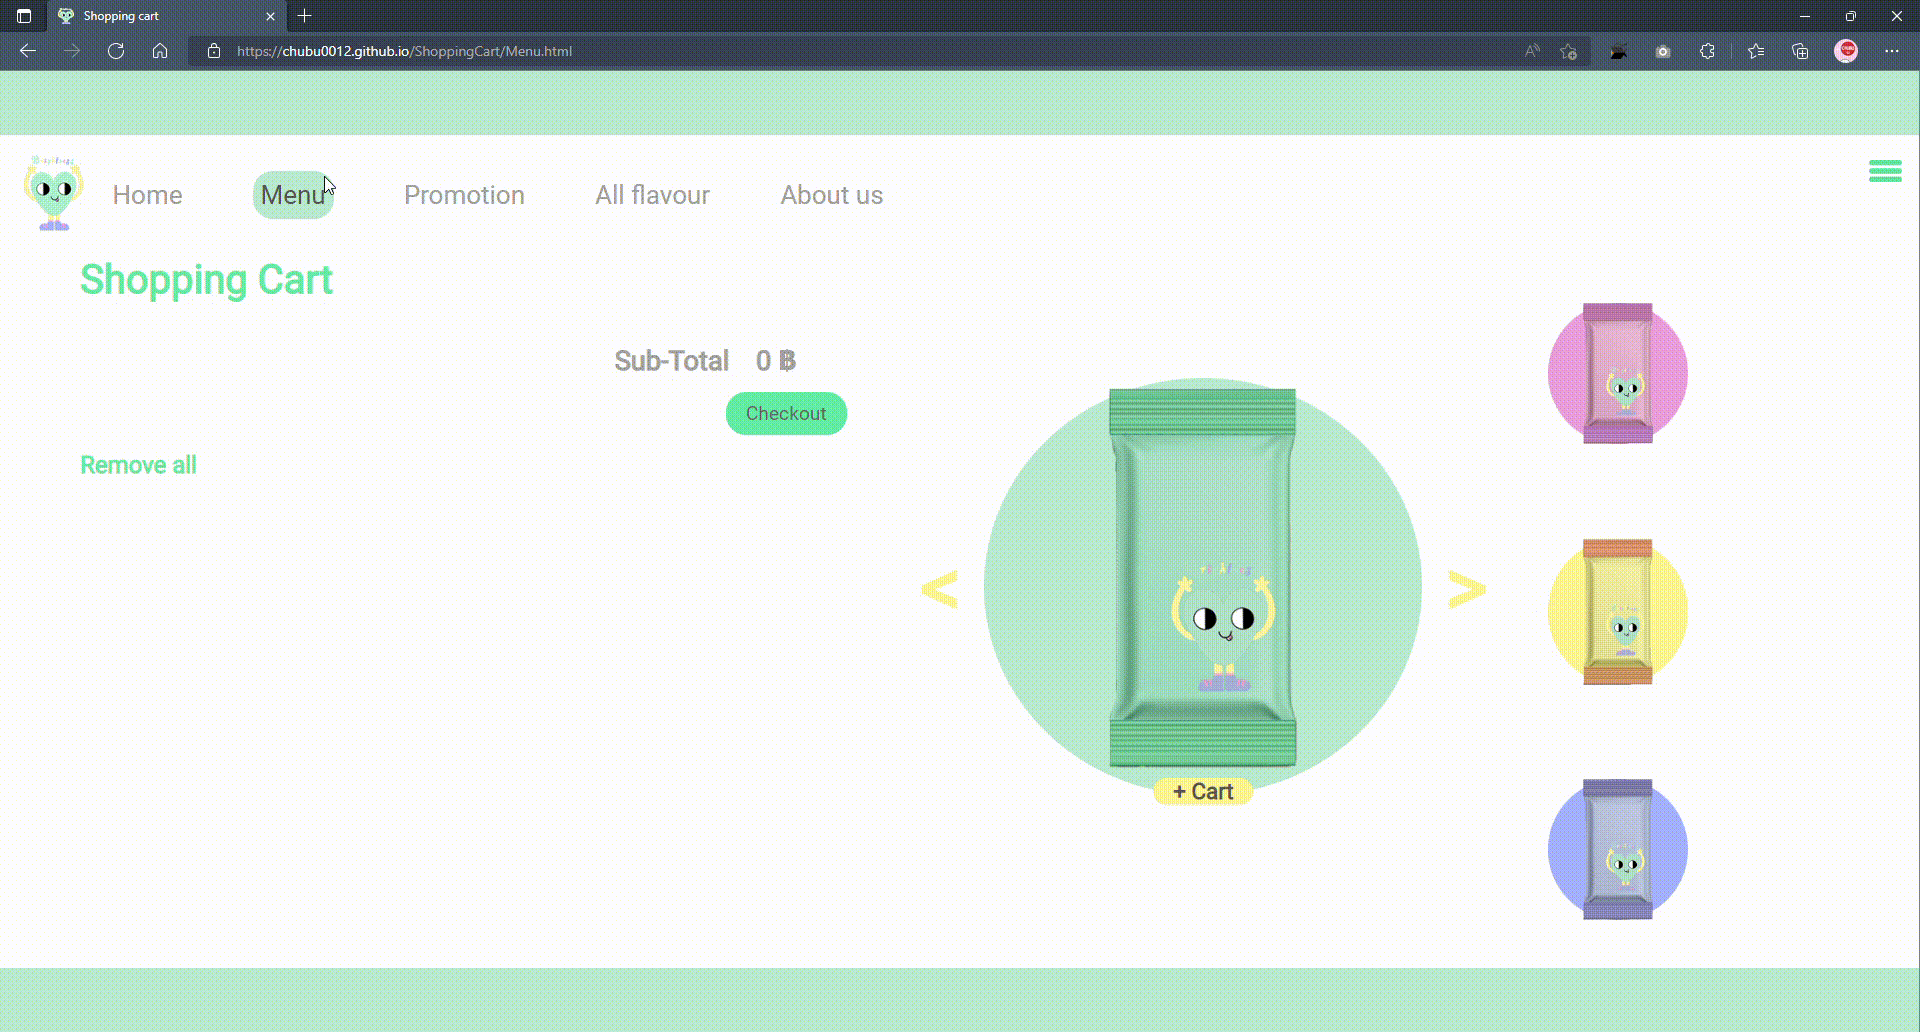 Shopping cart
https://chubu0012.github.io/ShoppingCart/Menu.html
Home Menu Promotion All flavour About us
Shopping Cart
Sub-Total 0 ฿
Checkout
Remove all
< >
+ Cart